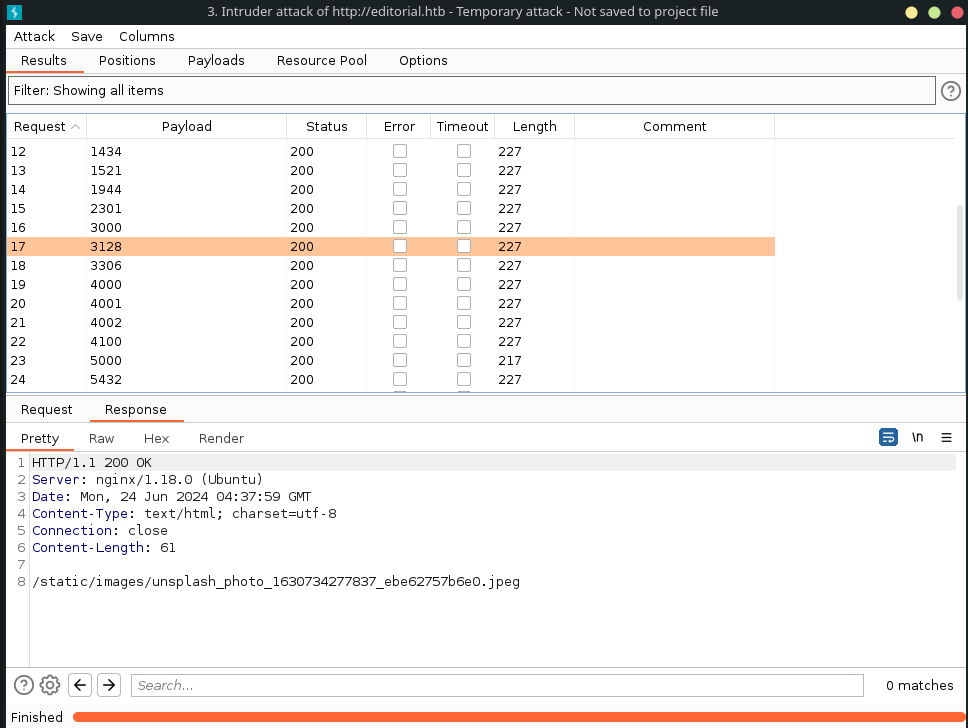 3. Intruder attack of http://editorial.htb - Temporary attack - Not saved to project file
Attack Save Columns
Results Positions Payloads Resource Pool Options
Filter: Showing all items
Request Payload Status Error Timeout Length Comment
12 1434 200 227
13 1521 200 227
14 1944 200 227
15 2301 200 227
16 3000 200 227
17 3128 200 227
18 3306 200 227
19 4000 200 227
20 4001 200 227
21 4002 200 227
22 4100 200 227
23 5000 200 217
24 5432 200 227
Request Response
Pretty Raw Hex Render \n
1 HTTP/1.1 200 OK
2 Server: nginx/1.18.0 (Ubuntu)
3 Date: Mon, 24 Jun 2024 04:37:59 GMT
4 Content-Type: text/html; charset=utf-8
5 Connection: close
6 Content-Length: 61
7
8 /static/images/unsplash_photo_1630734277837_ebe62757b6e0.jpeg
Search... 0 matches
Finished